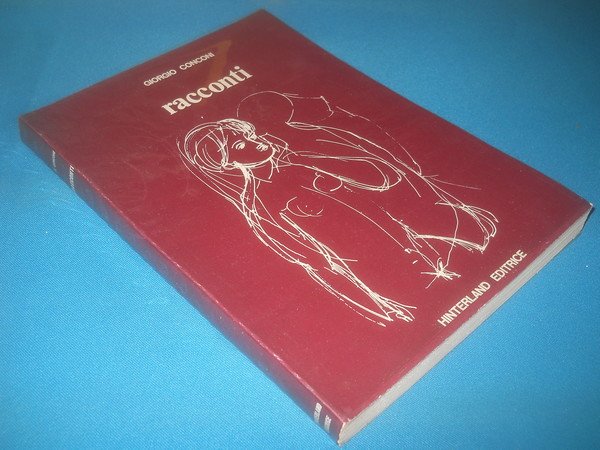 GIORGIO CONCONI
racconti
HINTERLAND EDITRICE